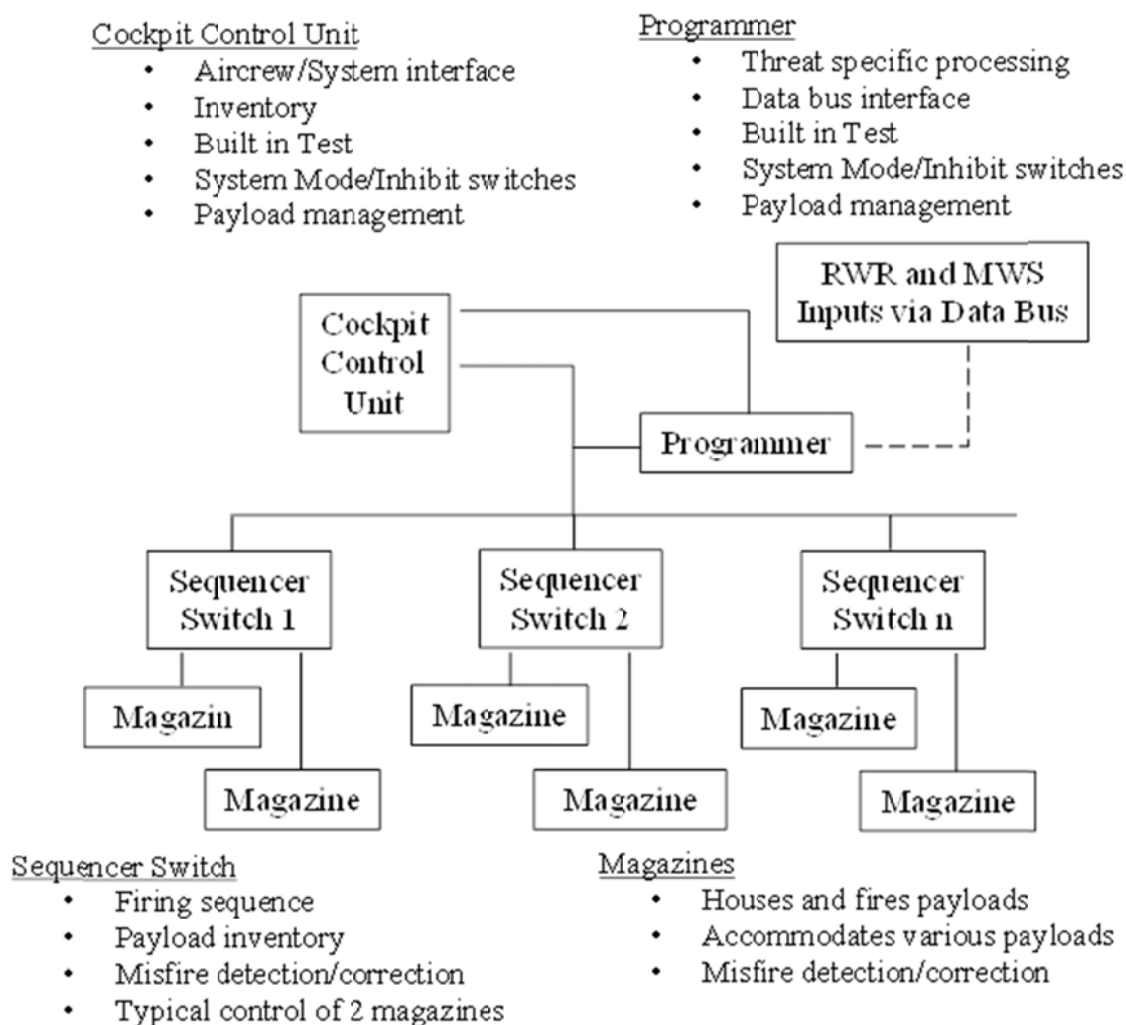 Cockpit Control Unit
• Aircrew/System interface
• Inventory
• Built in Test
• System Mode/Inhibit switches
• Payload management
Programmer
• Threat specific processing
• Data bus interface
• Built in Test
• System Mode/Inhibit switches
• Payload management
RWR and MWS
Inputs via Data Bus
Cockpit
Control
Unit
Programmer
Sequencer
Switch 1
Sequencer
Switch 2
Sequencer
Switch n
Magazin
Magazine
Magazine
Magazine
Magazine
Magazine
Sequencer Switch
• Firing sequence
• Payload inventory
• Misfire detection/correction
• Typical control of 2 magazines
Magazines
• Houses and fires payloads
• Accommodates various payloads
• Misfire detection/correction